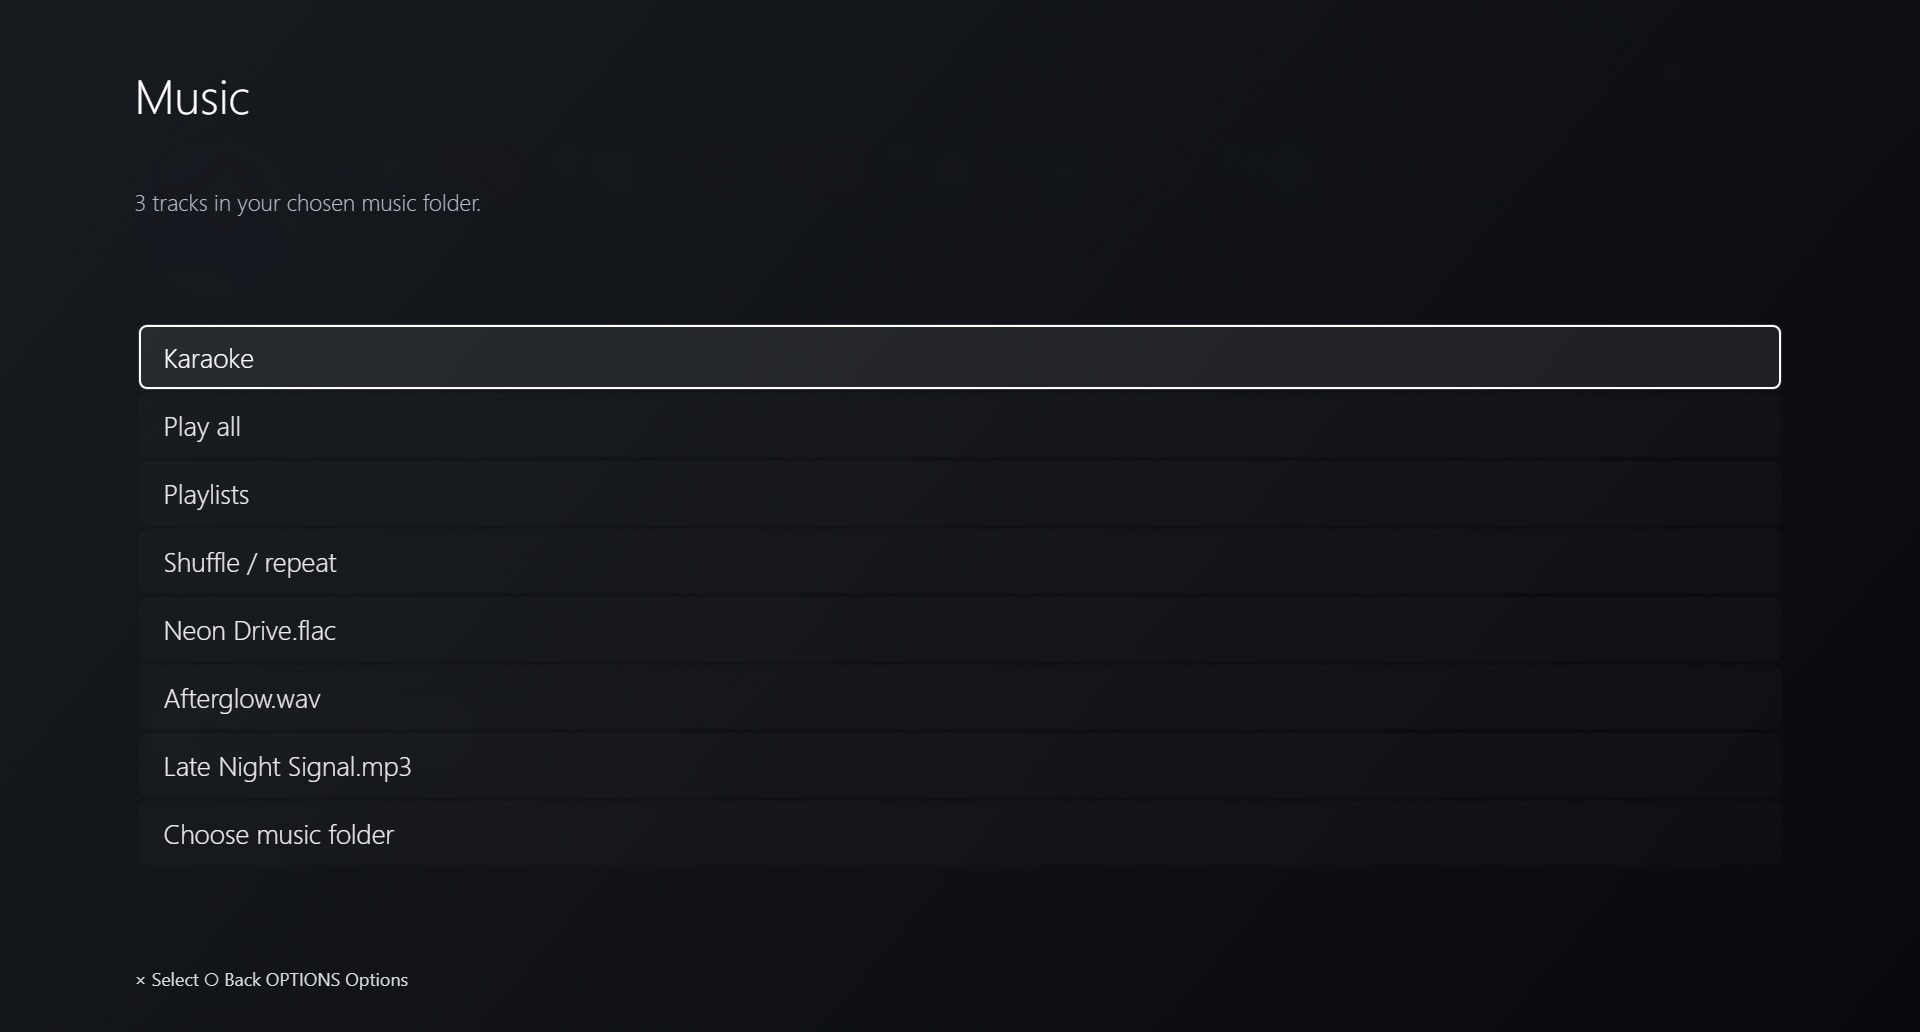 Music
3 tracks in your chosen music folder.
Karaoke
Play all
Playlists
Shuffle / repeat
Neon Drive.flac
Afterglow.wav
Late Night Signal.mp3
Choose music folder
× Select ○ Back OPTIONS Options